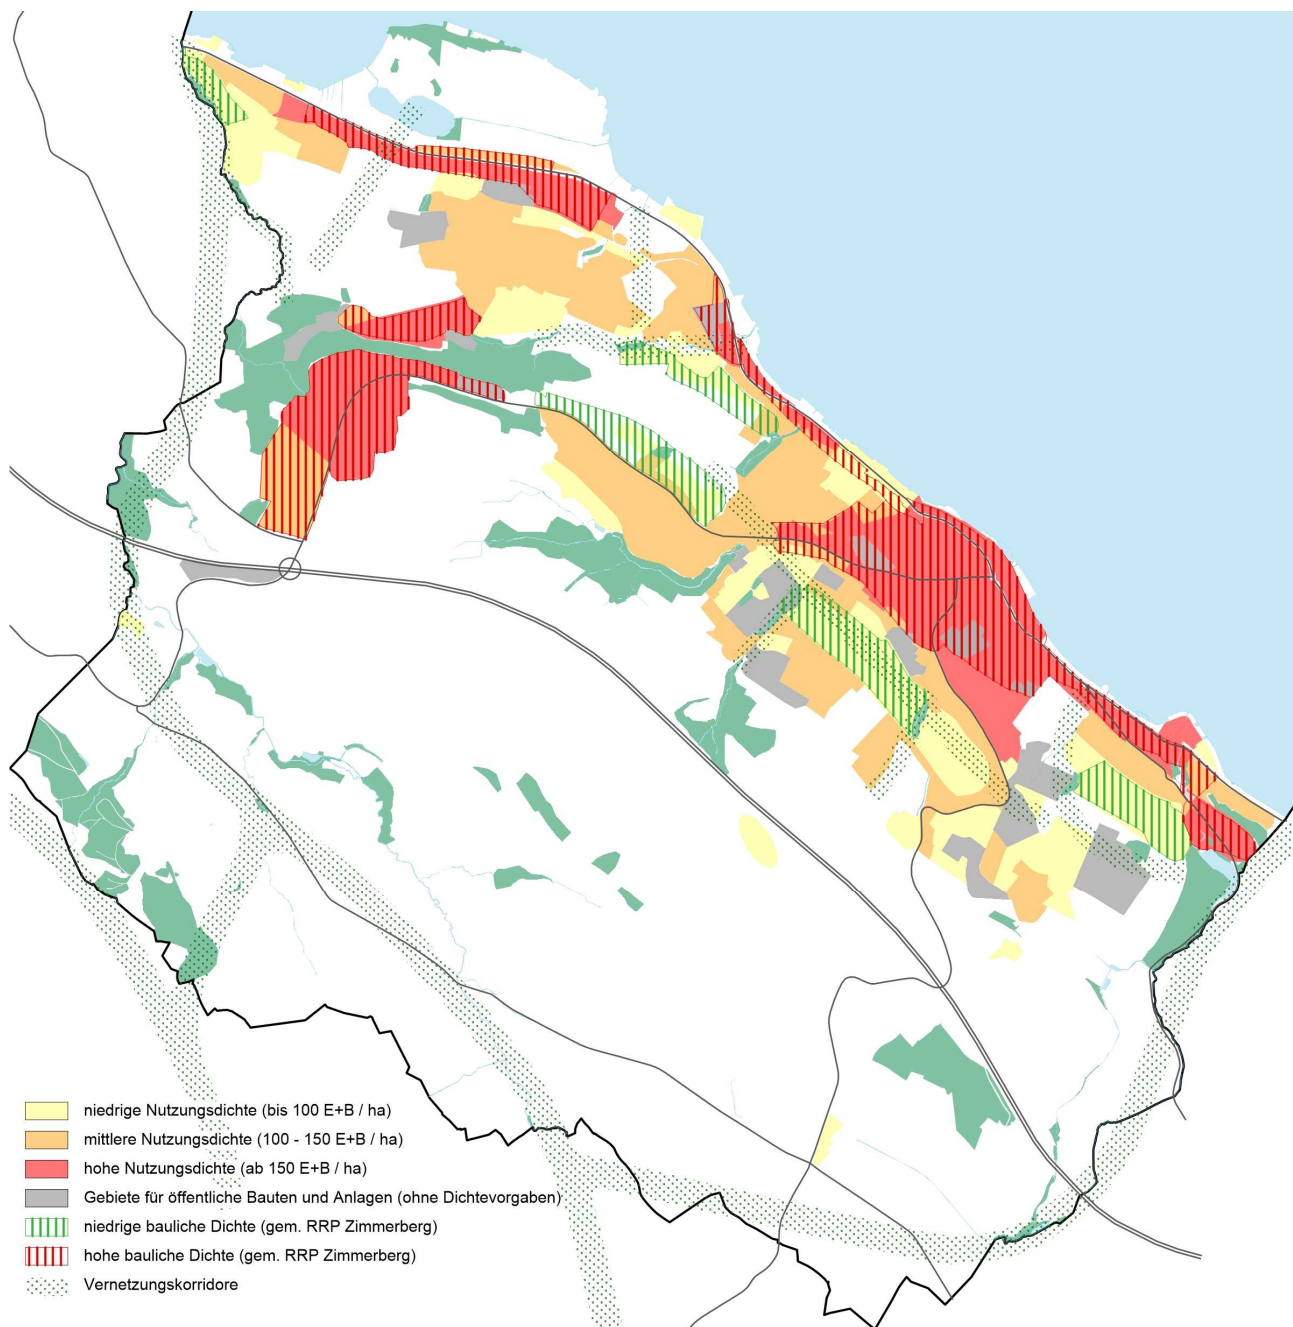 niedrige Nutzungsdichte (bis 100 E+B / ha)
mittlere Nutzungsdichte (100 - 150 E+B / ha)
hohe Nutzungsdichte (ab 150 E+B / ha)
Gebiete für öffentliche Bauten und Anlagen (ohne Dichtevorgaben)
niedrige bauliche Dichte (gem. RRP Zimmerberg)
hohe bauliche Dichte (gem. RRP Zimmerberg)
Vernetzungskorridore